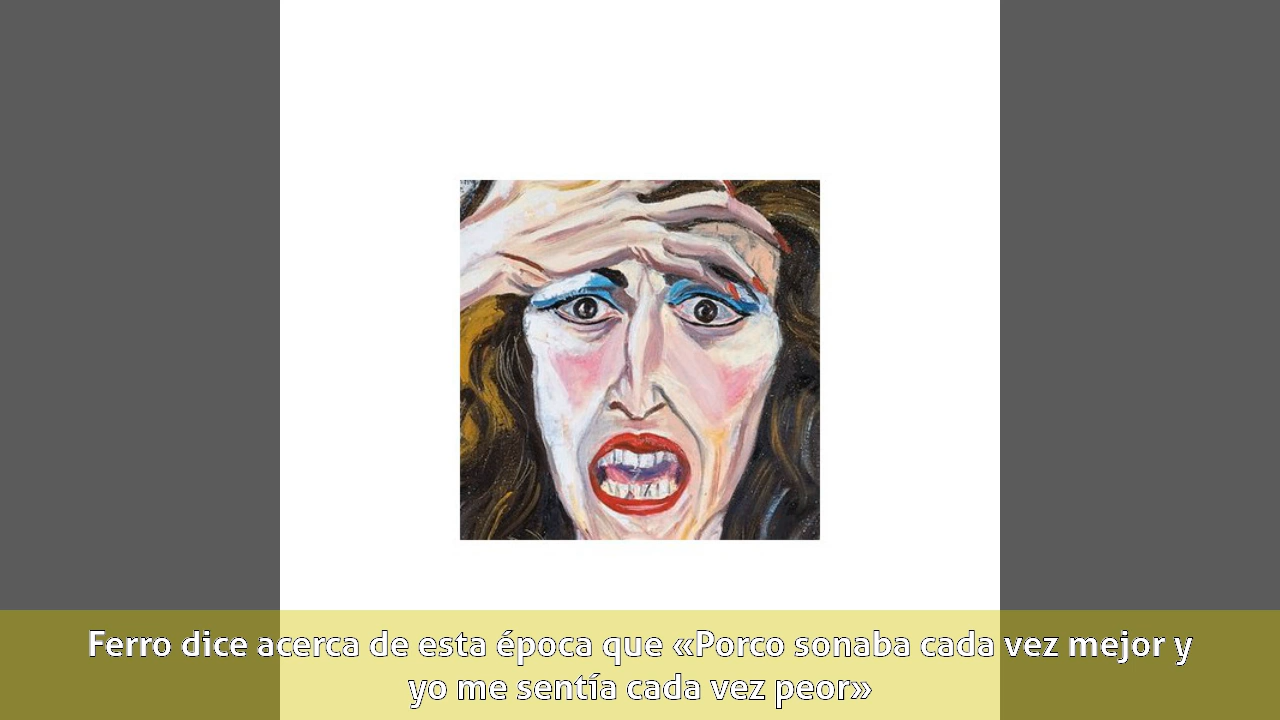 Ferro dice acerca de esta época que «Porco sonaba cada vez mejor y
yo me sentía cada vez peor»